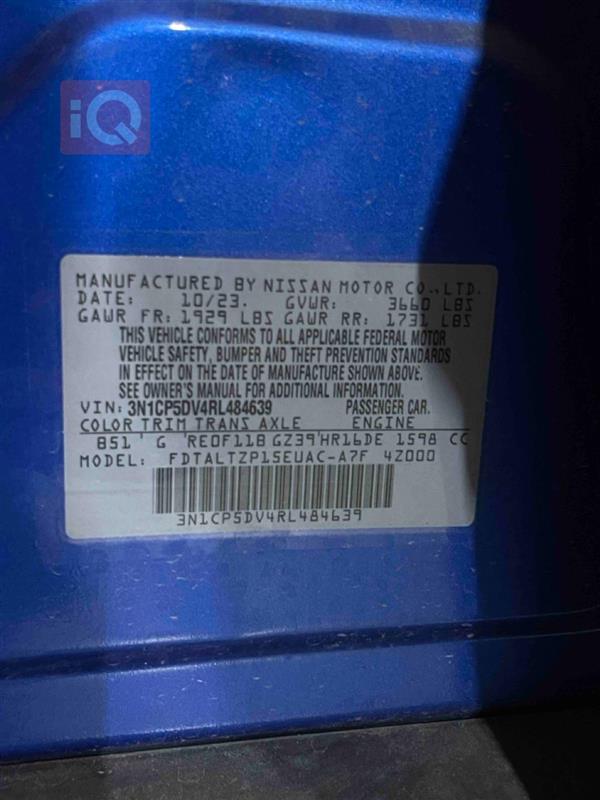 iQ
MANUFACTURED BY NISSAN MOTOR CO.,LTD.
DATE: 10/23. GVWR: 3660 LBS
GAWR FR: 1929 LBS GAWR RR: 1731 LBS
THIS VEHICLE CONFORMS TO ALL APPLICABLE FEDERAL MOTOR
VEHICLE SAFETY, BUMPER AND THEFT PREVENTION STANDARDS
IN EFFECT ON THE DATE OF MANUFACTURE SHOWN ABOVE.
SEE OWNER'S MANUAL FOR ADDITIONAL INFORMATION.
VIN: 3N1CP5DV4RL484639 PASSENGER CAR.
COLOR TRIM TRANS AXLE ENGINE
851' G 'RE0F11B GZ39'HR16DE 1598 CC
MODEL: FDTALTZP15EUAC-A7F 4Z000
3N1CP5DV4RL484639